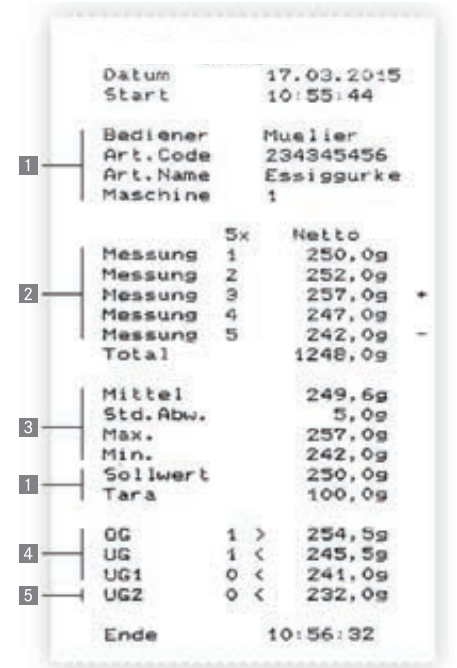 Datum 17.03.2015
Start 10:55:44
Bediener Muelier
1 Art.Code 234345456
Art.Name Essiggurke
Maschine 1
5x Netto
Messung 1 250,0g
Messung 2 252,0g
2 Messung 3 257,0g +
Messung 4 247,0g
Messung 5 242,0g -
Total 1248,0g
Mittel 249,6g
Std.Abw. 5,0g
3 Max. 257,0g
Min. 242,0g
1 Sollwert 250,0g
Tara 100,0g
OG 1 > 254,5g
4 UG 1 < 245,5g
UG1 0 < 241,0g
5 UG2 0 < 232,0g
Ende 10:56:32